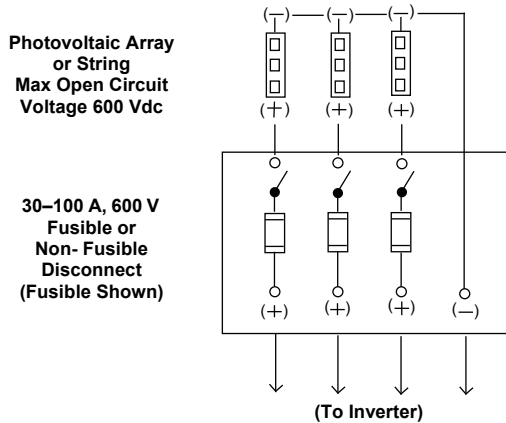 (—) (—) (—)
Photovoltaic Array
or String
Max Open Circuit
Voltage 600 Vdc
(+) (+) (+)
30–100 A, 600 V
Fusible or
Non- Fusible
Disconnect
(Fusible Shown)
(+) (+) (+) (—)
(To Inverter)